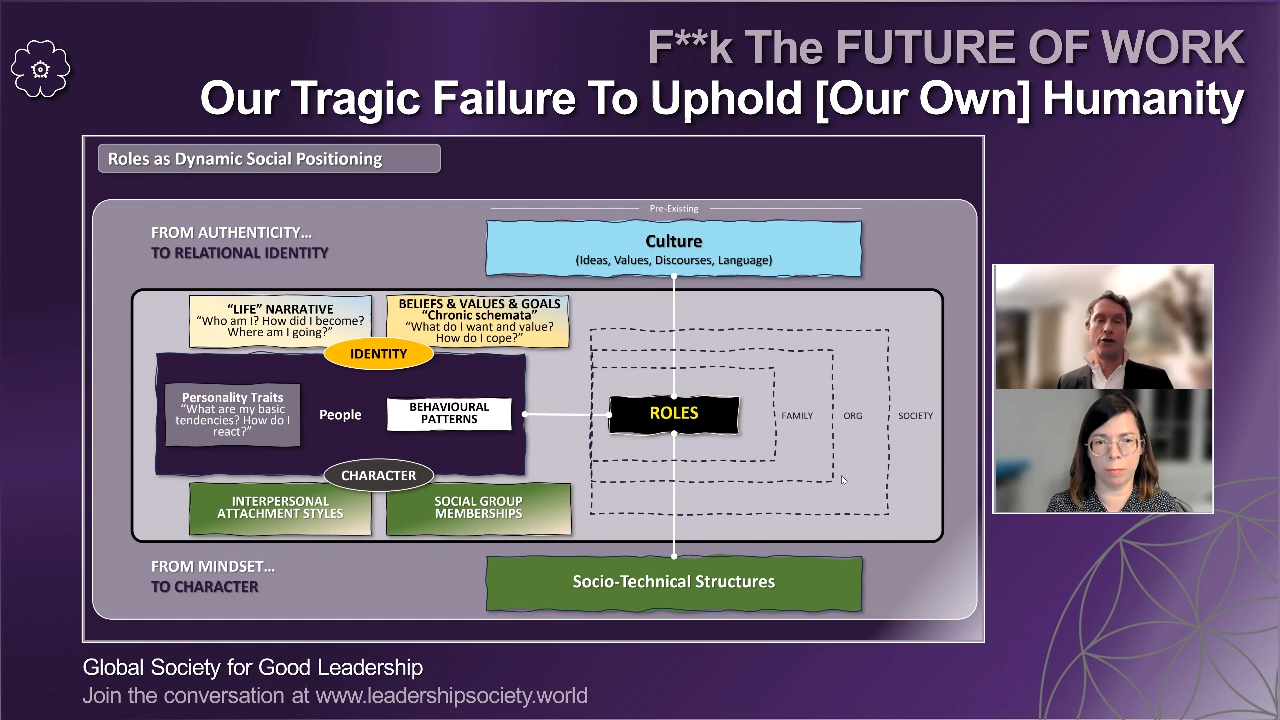 F**k The FUTURE OF WORK
Our Tragic Failure To Uphold [Our Own] Humanity
Roles as Dynamic Social Positioning
Pre-Existing
FROM AUTHENTICITY…
TO RELATIONAL IDENTITY
Culture
(Ideas, Values, Discourses, Language)
“LIFE” NARRATIVE
“Who am I? How did I become?
Where am I going?”
BELIEFS & VALUES & GOALS
“Chronic schemata”
“What do I want and value?
How do I cope?”
IDENTITY
Personality Traits
“What are my basic
tendencies? How do I
react?”
People
BEHAVIOURAL
PATTERNS
ROLES
FAMILY
ORG
SOCIETY
CHARACTER
INTERPERSONAL
ATTACHMENT STYLES
SOCIAL GROUP
MEMBERSHIPS
FROM MINDSET…
TO CHARACTER
Socio-Technical Structures
Global Society for Good Leadership
Join the conversation at www.leadershipsociety.world